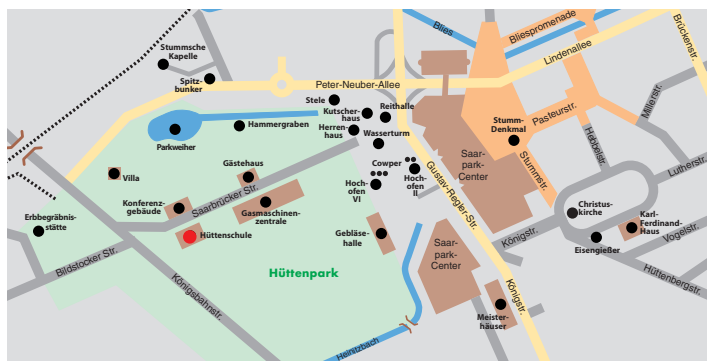 Blies
Bliespromenade
Brückenstr.
Lindenallee
Stummsche
Kapelle
Spitz-
bunker
Peter-Neuber-Allee
Stele
Kutscher-
haus
Reithalle
Hammergraben
Herren-
haus
Wasserturm
Parkweiher
Stumm-
Denkmal
Pasteurstr.
Hebbelstr.
Millerstr.
Lutherstr.
Saar-
park-
Center
Stummstr.
Cowper
Hoch-
ofen
VI
Hoch-
ofen
II
Gustav-Regler-Str.
Villa
Gästehaus
Saarbrücker Str.
Konferenz-
gebäude
Gasmaschinen-
zentrale
Erbbegräbnis-
stätte
Hüttenschule
Bildstocker Str.
Gebläse-
halle
Saar-
park-
Center
Königstr.
Christus-
kirche
Karl-
Ferdinand-
Haus
Eisengießer
Vogelstr.
Hüttenbergstr.
Hüttenpark
Königsbahnstr.
Königstr.
Meister-
häuser
Heinitzbach